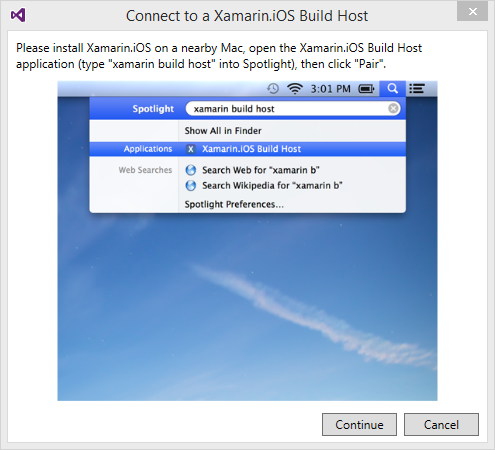 Connect to a Xamarin.iOS Build Host
Please install Xamarin.iOS on a nearby Mac, open the Xamarin.iOS Build Host
application (type "xamarin build host" into Spotlight), then click "Pair".
3:01 PM
Spotlight xamarin build host
Show All in Finder
Applications Xamarin.iOS Build Host
Web Searches Search Web for "xamarin b"
Search Wikipedia for "xamarin b"
Spotlight Preferences...
Continue Cancel